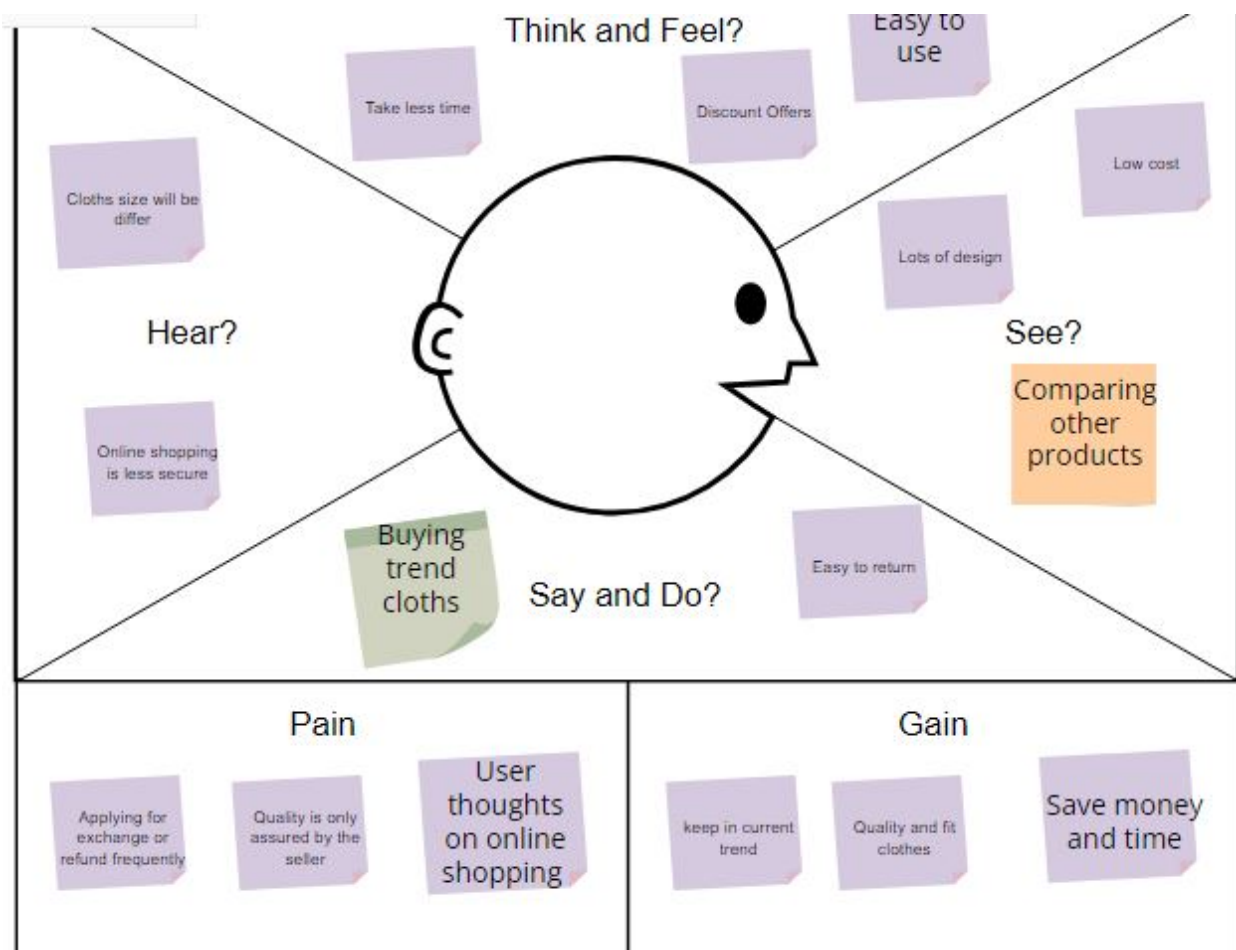 Think and Feel?
Easy to
use
Take less time
Discount Offers
Low cost
Cloths size will be
differ
Lots of design
Hear?
See?
Comparing
other
products
Online shopping
is less secure
Buying
trend
cloths
Say and Do?
Easy to return
Pain
Applying for
exchange or
refund frequently
Quality is only
assured by the
seller
User
thoughts
on online
shopping
Gain
keep in current
trend
Quality and fit
clothes
Save money
and time